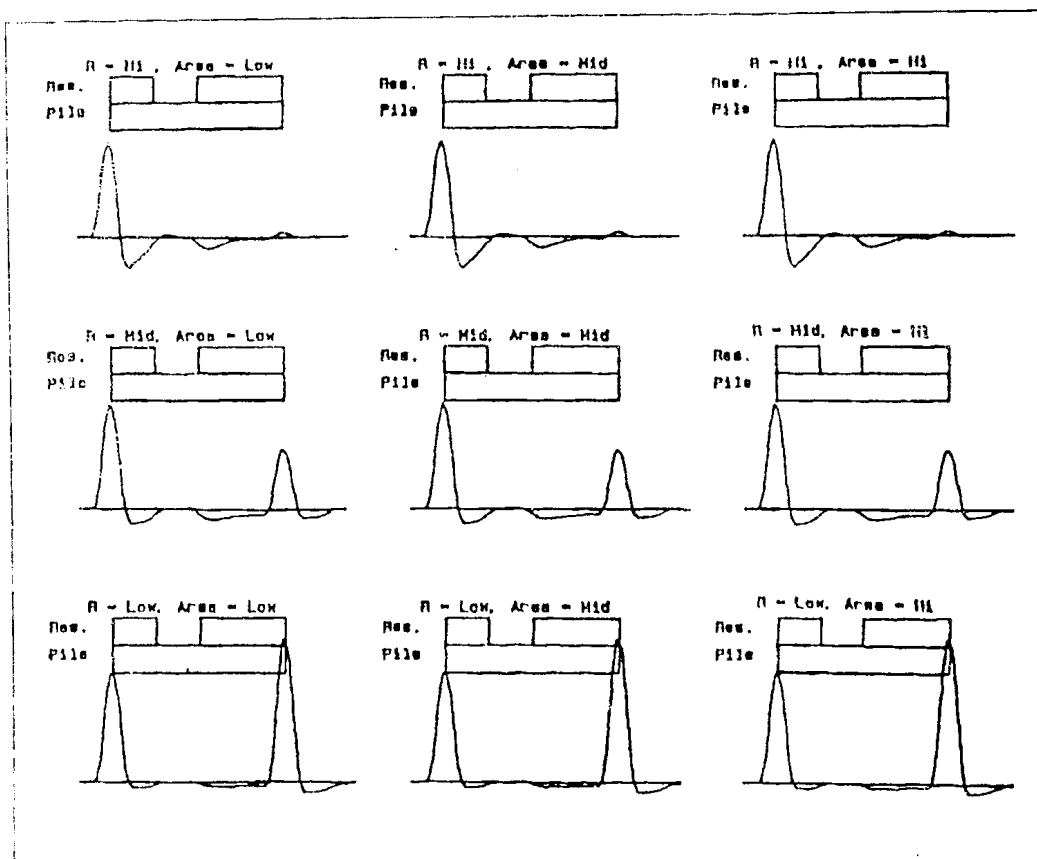 R - Hi , Area - Low
Res.
Pile
R - Hi , Area - Mid
Res.
Pile
R - Hi , Area - Hi
Res.
Pile
R - Mid, Area - Low
Res.
Pile
R - Mid, Area - Mid
Res.
Pile
R - Mid, Area - Hi
Res.
Pile
R - Low, Area - Low
Res.
Pile
R - Low, Area - Mid
Res.
Pile
R - Low, Area - Hi
Res.
Pile